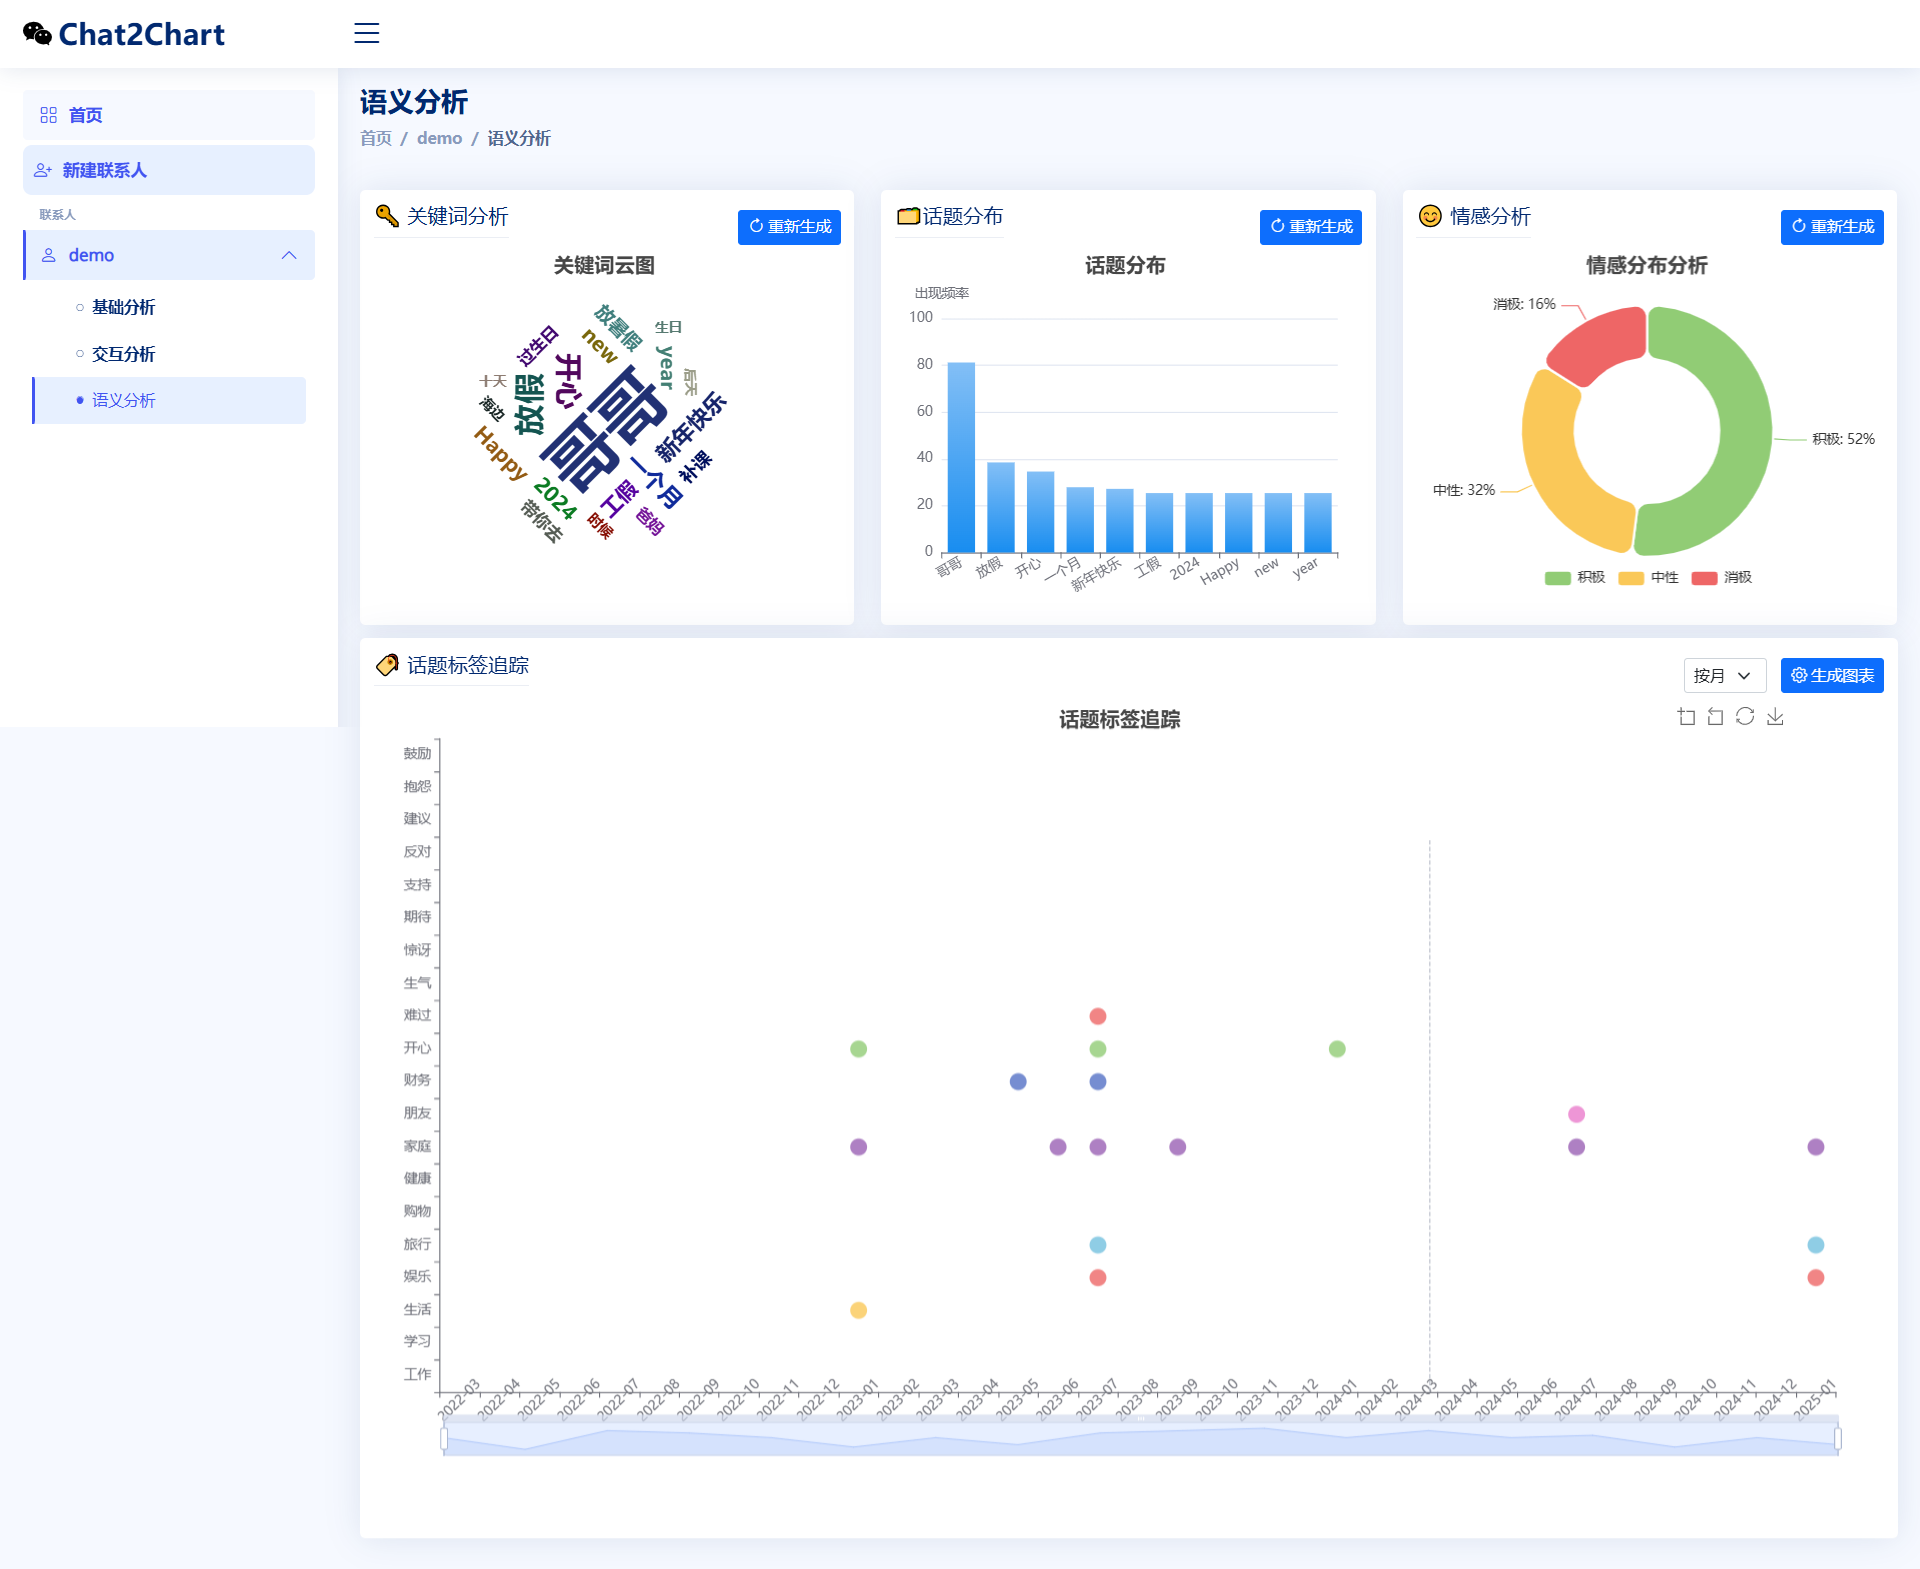 Chat2Chart
首页
新建联系人
联系人
demo
基础分析
交互分析
语义分析
语义分析
首页 / demo / 语义分析
关键词分析
重新生成
关键词云图
放暑假
生日
过生日
new
year
开心
十天
后天
放假
海边
哥哥
新年快乐
Happy
补课
一个月
2024
工假
带你去
时候
爸妈
话题分布
重新生成
话题分布
出现频率
100
80
60
40
20
0
哥哥 放假 开心 一个月 新年快乐 工假 2024 Happy new year
情感分析
重新生成
情感分布分析
消极: 16%
积极: 52%
中性: 32%
积极 中性 消极
话题标签追踪
按月
生成图表
话题标签追踪
鼓励
抱怨
建议
反对
支持
期待
惊讶
生气
难过
开心
财务
朋友
家庭
健康
购物
旅行
娱乐
生活
学习
工作
2022-03 2022-04 2022-05 2022-06 2022-07 2022-08 2022-09 2022-10 2022-11 2022-12 2023-01 2023-02 2023-03 2023-04 2023-05 2023-06 2023-07 2023-08 2023-09 2023-10 2023-11 2023-12 2024-01 2024-02 2024-03 2024-04 2024-05 2024-06 2024-07 2024-08 2024-09 2024-10 2024-11 2024-12 2025-01